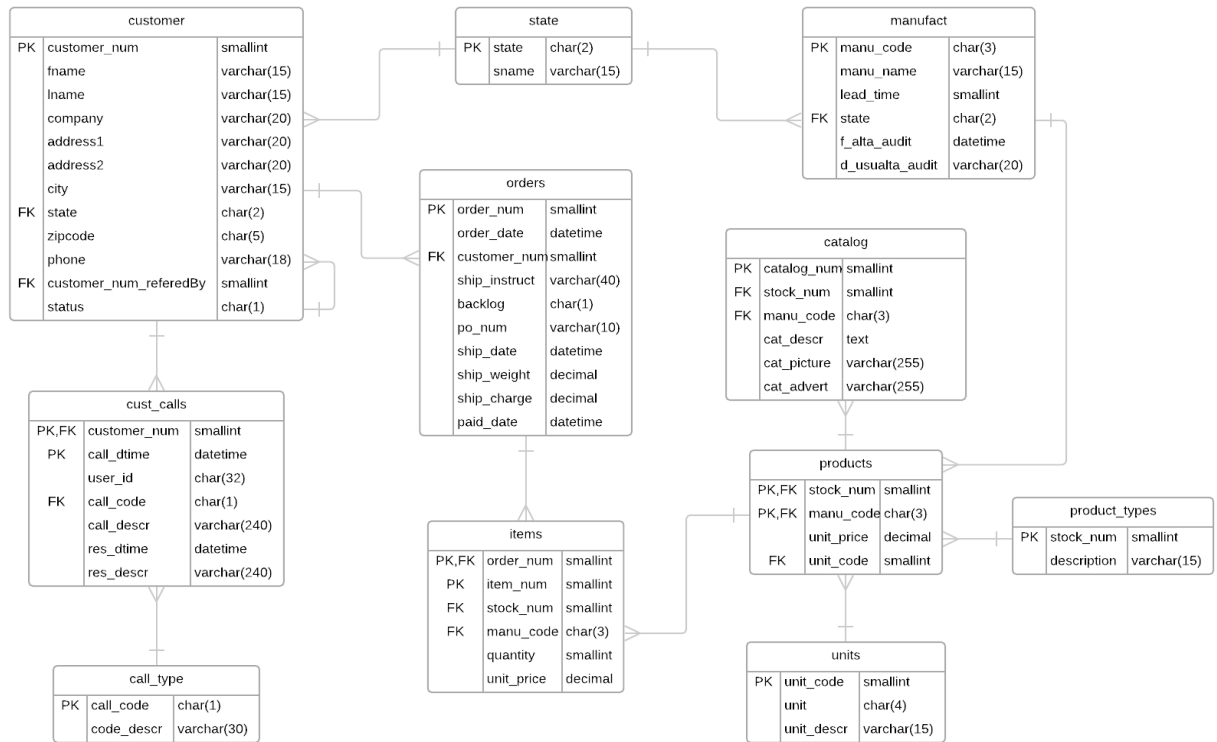 customer
PK customer_num smallint
fname varchar(15)
lname varchar(15)
company varchar(20)
address1 varchar(20)
address2 varchar(20)
city varchar(15)
FK state char(2)
zipcode char(5)
phone varchar(18)
FK customer_num_referedBy smallint
status char(1)
state
PK state char(2)
sname varchar(15)
manufact
PK manu_code char(3)
manu_name varchar(15)
lead_time smallint
FK state char(2)
f_alta_audit datetime
d_usualta_audit varchar(20)
orders
PK order_num smallint
order_date datetime
FK customer_num smallint
ship_instruct varchar(40)
backlog char(1)
po_num varchar(10)
ship_date datetime
ship_weight decimal
ship_charge decimal
paid_date datetime
catalog
PK catalog_num smallint
FK stock_num smallint
FK manu_code char(3)
cat_descr text
cat_picture varchar(255)
cat_advert varchar(255)
cust_calls
PK,FK customer_num smallint
PK call_dtime datetime
user_id char(32)
FK call_code char(1)
call_descr varchar(240)
res_dtime datetime
res_descr varchar(240)
items
PK,FK order_num smallint
PK item_num smallint
FK stock_num smallint
FK manu_code char(3)
quantity smallint
unit_price decimal
products
PK,FK stock_num smallint
PK,FK manu_code char(3)
unit_price decimal
FK unit_code smallint
product_types
PK stock_num smallint
description varchar(15)
call_type
PK call_code char(1)
code_descr varchar(30)
units
PK unit_code smallint
unit char(4)
unit_descr varchar(15)